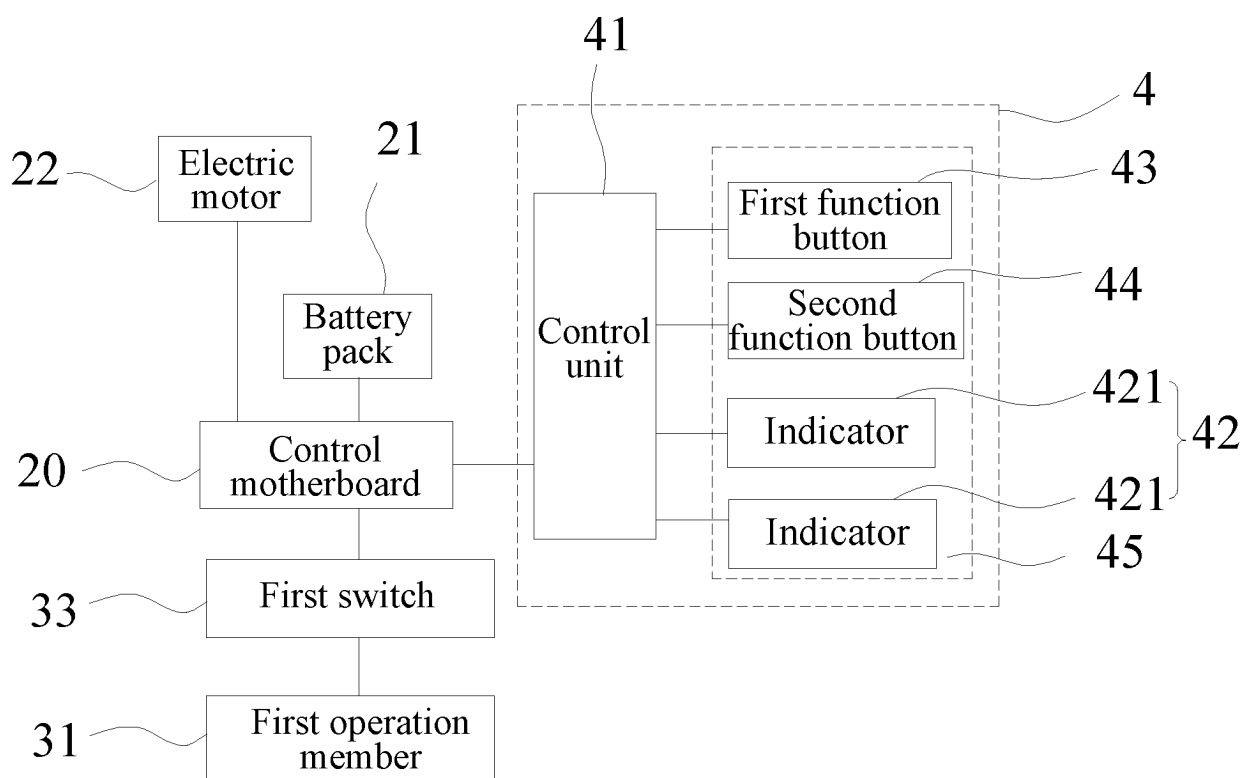 41
4
22
Electric
motor
21
43
First function
button
44
Second
function button
Battery
pack
Control
unit
421
Indicator
42
20
Control
motherboard
421
Indicator
45
33
First switch
31
First operation
member